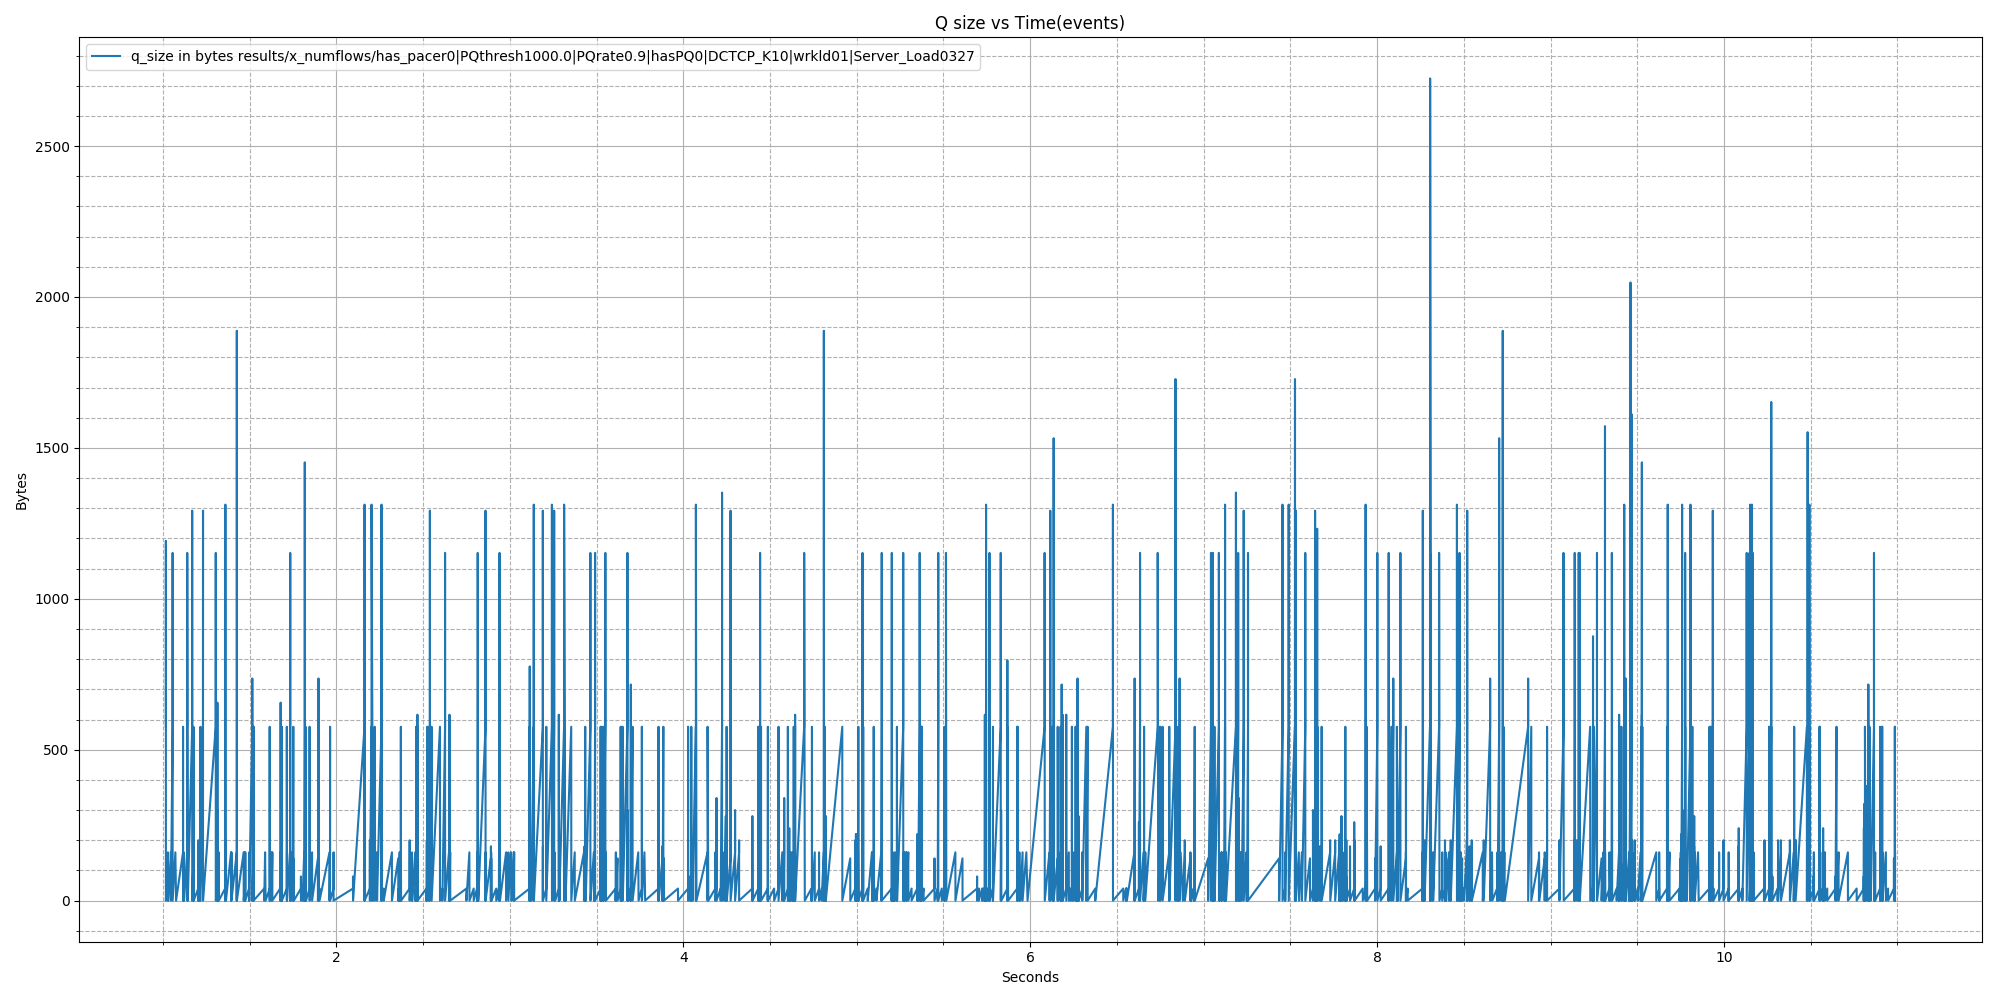 Q size vs Time(events)
q_size in bytes results/x_numflows/has_pacer0|PQthresh1000.0|PQrate0.9|hasPQ0|DCTCP_K10|wrkld01|Server_Load0327
2500
2000
1500
1000
500
0
Bytes
2 4 6 8 10
Seconds